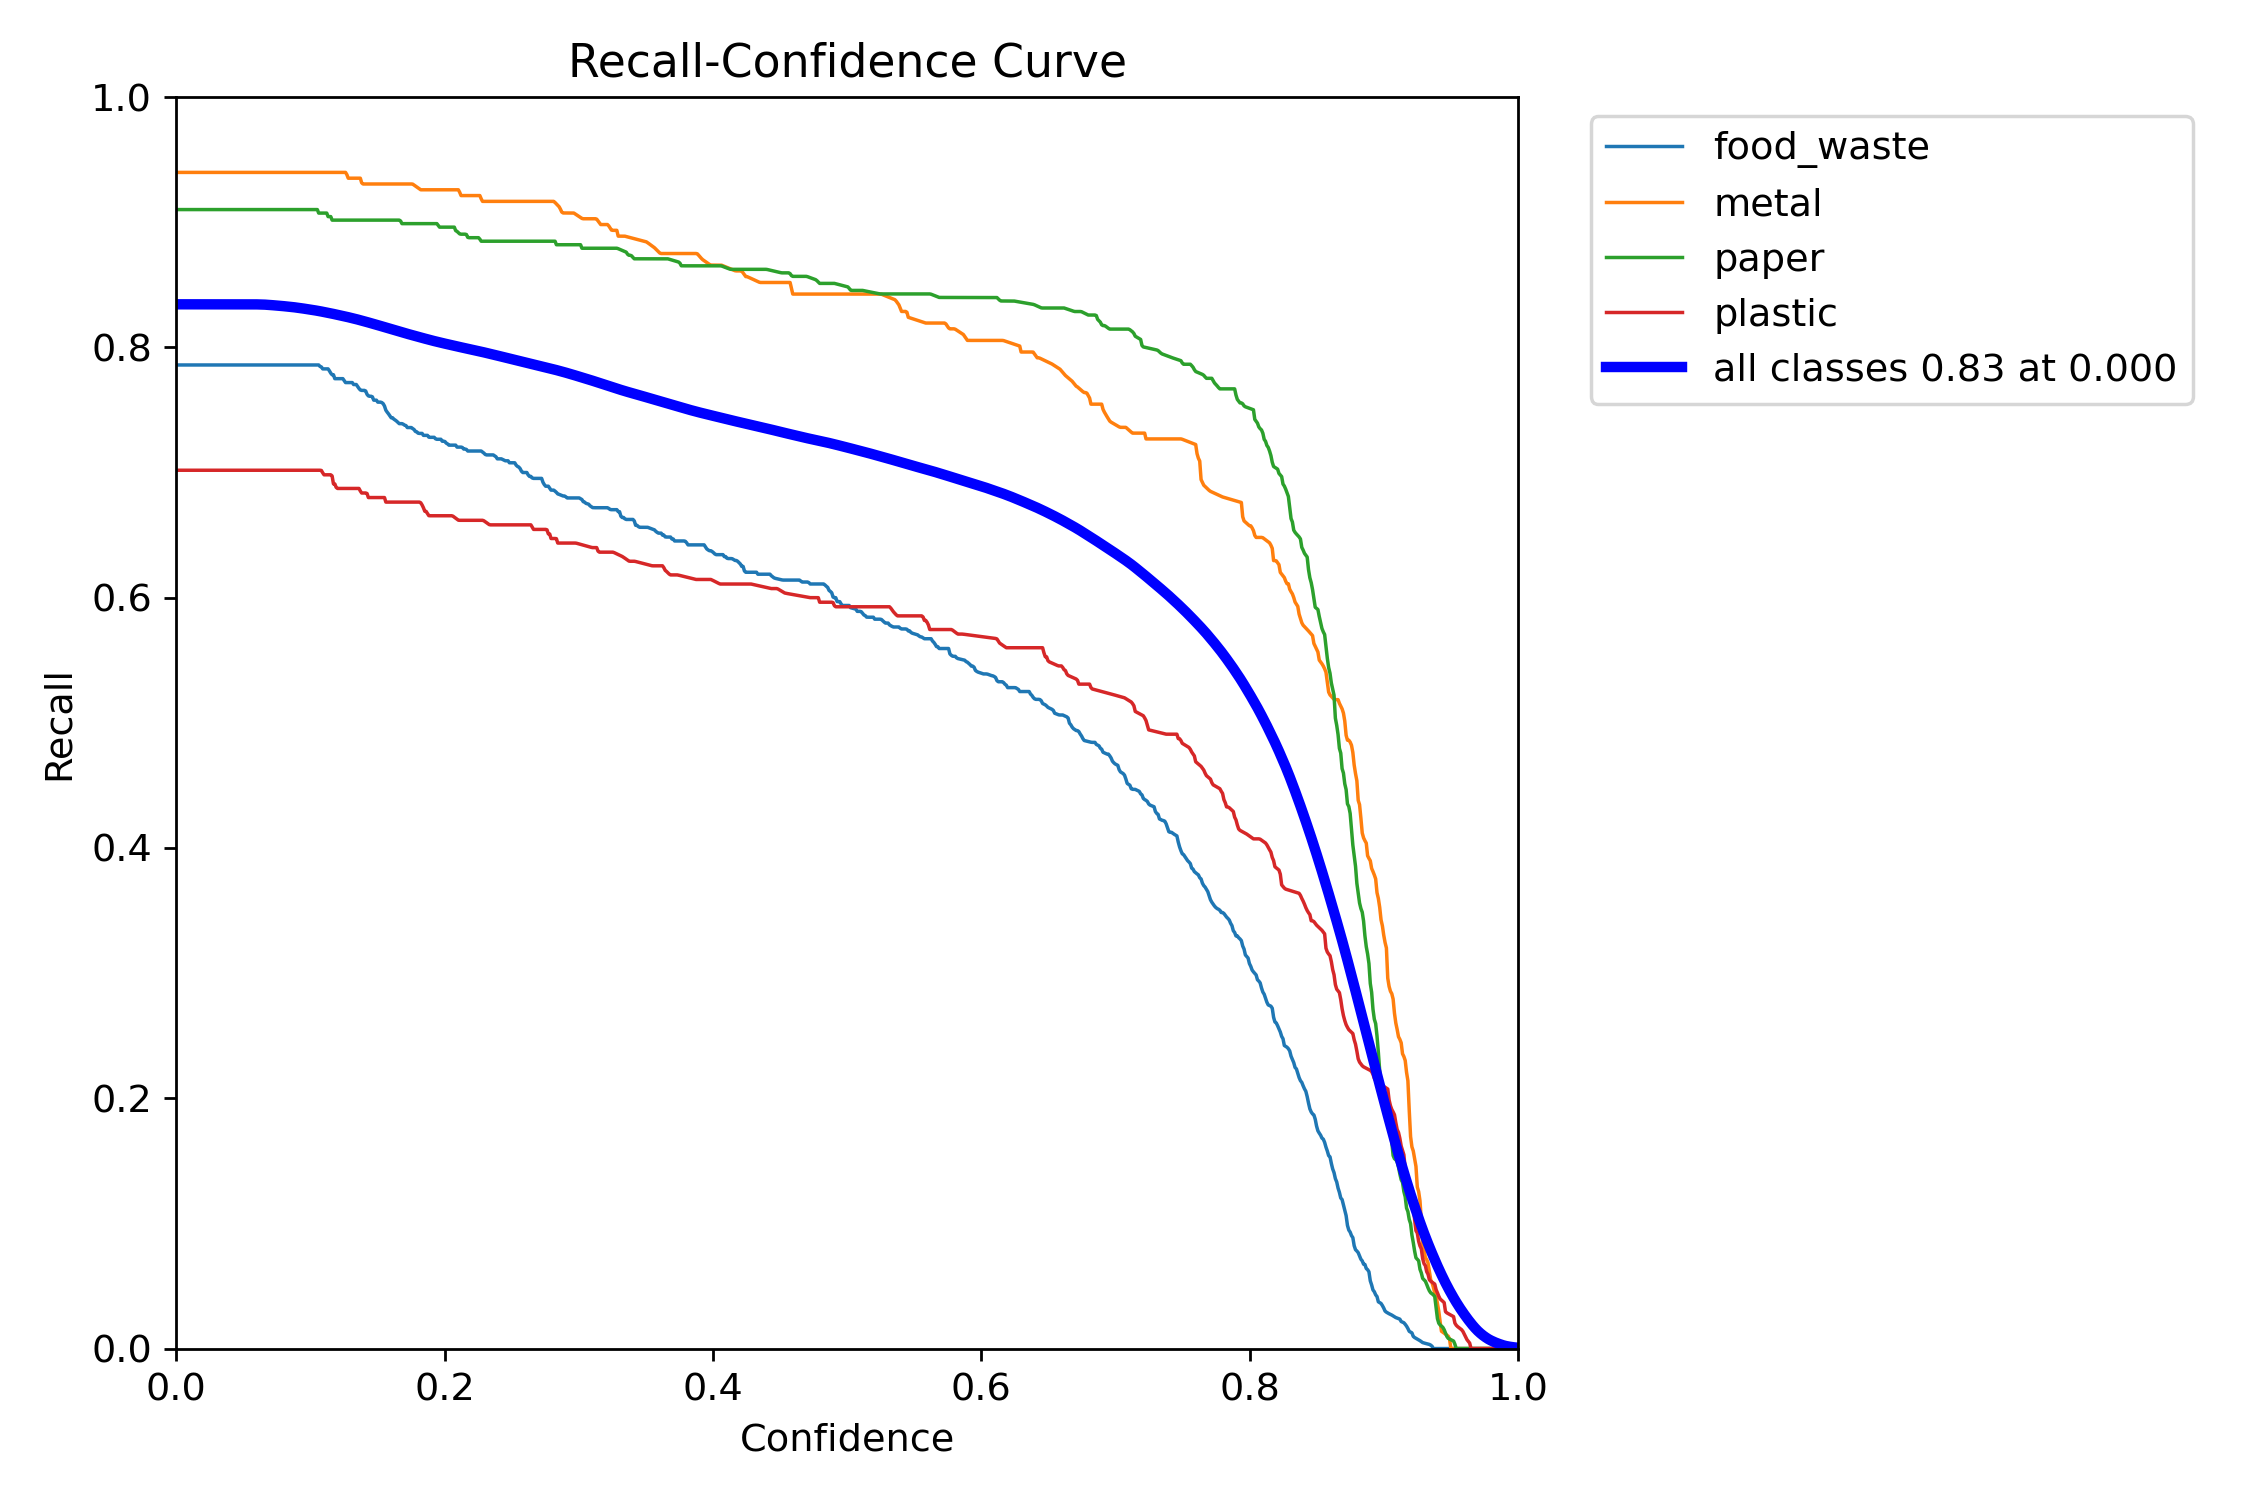 Recall-Confidence Curve
1.0
0.8
0.6
0.4
0.2
0.0
Recall
0.0 0.2 0.4 0.6 0.8 1.0
Confidence
food_waste
metal
paper
plastic
all classes 0.83 at 0.000